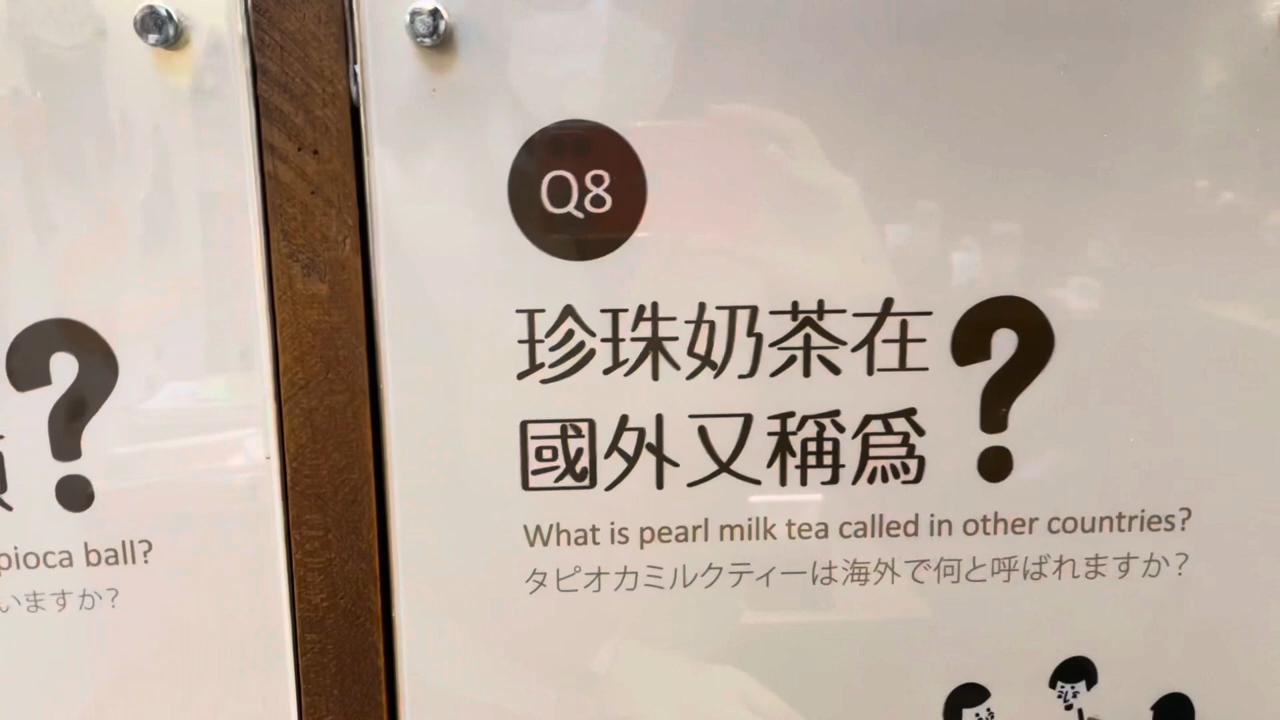 ?
pioca ball?
いますか?
Q8
珍珠奶茶在
國外又稱爲?
What is pearl milk tea called in other countries?
タピオカミルクティーは海外で何と呼ばれますか?